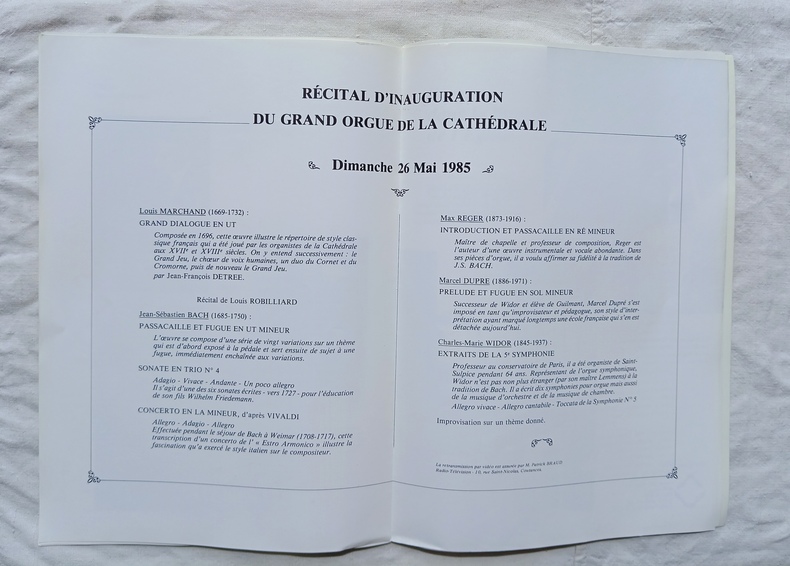 RÉCITAL D'INAUGURATION
DU GRAND ORGUE DE LA CATHÉDRALE
Dimanche 26 Mai 1985
Louis MARCHAND (1669-1732) :
GRAND DIALOGUE EN UT
Composée en 1696, cette œuvre illustre le répertoire de style clas-
sique français qui a été joué par les organistes de la Cathédrale
aux XVIIe et XVIIIe siècles. On y entend successivement : le
Grand Jeu, le chœur de voix humaines, un duo du Cornet et du
Cromorne, puis de nouveau le Grand Jeu.
par Jean-François DETREE.
Récital de Louis ROBILLIARD
Jean-Sébastien BACH (1685-1750) :
PASSACAILLE ET FUGUE EN UT MINEUR
L'œuvre se compose d'une série de vingt variations sur un thème
qui est d'abord exposé à la pédale et sert ensuite de sujet à une
fugue, immédiatement enchaînée aux variations.
SONATE EN TRIO N° 4
Adagio - Vivace - Andante - Un poco allegro
Il s'agit d'une des six sonates écrites - vers 1727 - pour l'éducation
de son fils Wilhelm Friedemann.
CONCERTO EN LA MINEUR, d'après VIVALDI
Allegro - Adagio - Allegro
Effectuée pendant le séjour de Bach à Weimar (1708-1717), cette
transcription d'un concerto de l' « Estro Armonico » illustre la
fascination qu'a exercé le style italien sur le compositeur.
Max REGER (1873-1916) :
INTRODUCTION ET PASSACAILLE EN RÉ MINEUR
Maître de chapelle et professeur de composition, Reger est
l'auteur d'une œuvre instrumentale et vocale abondante. Dans
ses pièces d'orgue, il a voulu affirmer sa fidélité à la tradition de
J.S. BACH.
Marcel DUPRE (1886-1971) :
PRELUDE ET FUGUE EN SOL MINEUR
Successeur de Widor et élève de Guilmant, Marcel Dupré s'est
imposé en tant qu'improvisateur et pédagogue, son style d'inter-
prétation ayant marqué longtemps une école française qui s'en est
détachée aujourd'hui.
Charles-Marie WIDOR (1845-1937) :
EXTRAITS DE LA 5e SYMPHONIE
Professeur au conservatoire de Paris, il a été organiste de Saint-
Sulpice pendant 64 ans. Représentant de l'orgue symphonique,
Widor n'est pas non plus étranger (par son maître Lemmens) à la
tradition de Bach. Il a écrit dix symphonies pour orgue mais aussi
de la musique d'orchestre et de la musique de chambre.
Allegro vivace - Allegro cantabile - Toccata de la Symphonie N° 5
Improvisation sur un thème donné.
La retransmission par vidéo est assurée par M. Patrick BRAUD
Radio-Télévision - 10, rue Saint-Nicolas, Coutances.